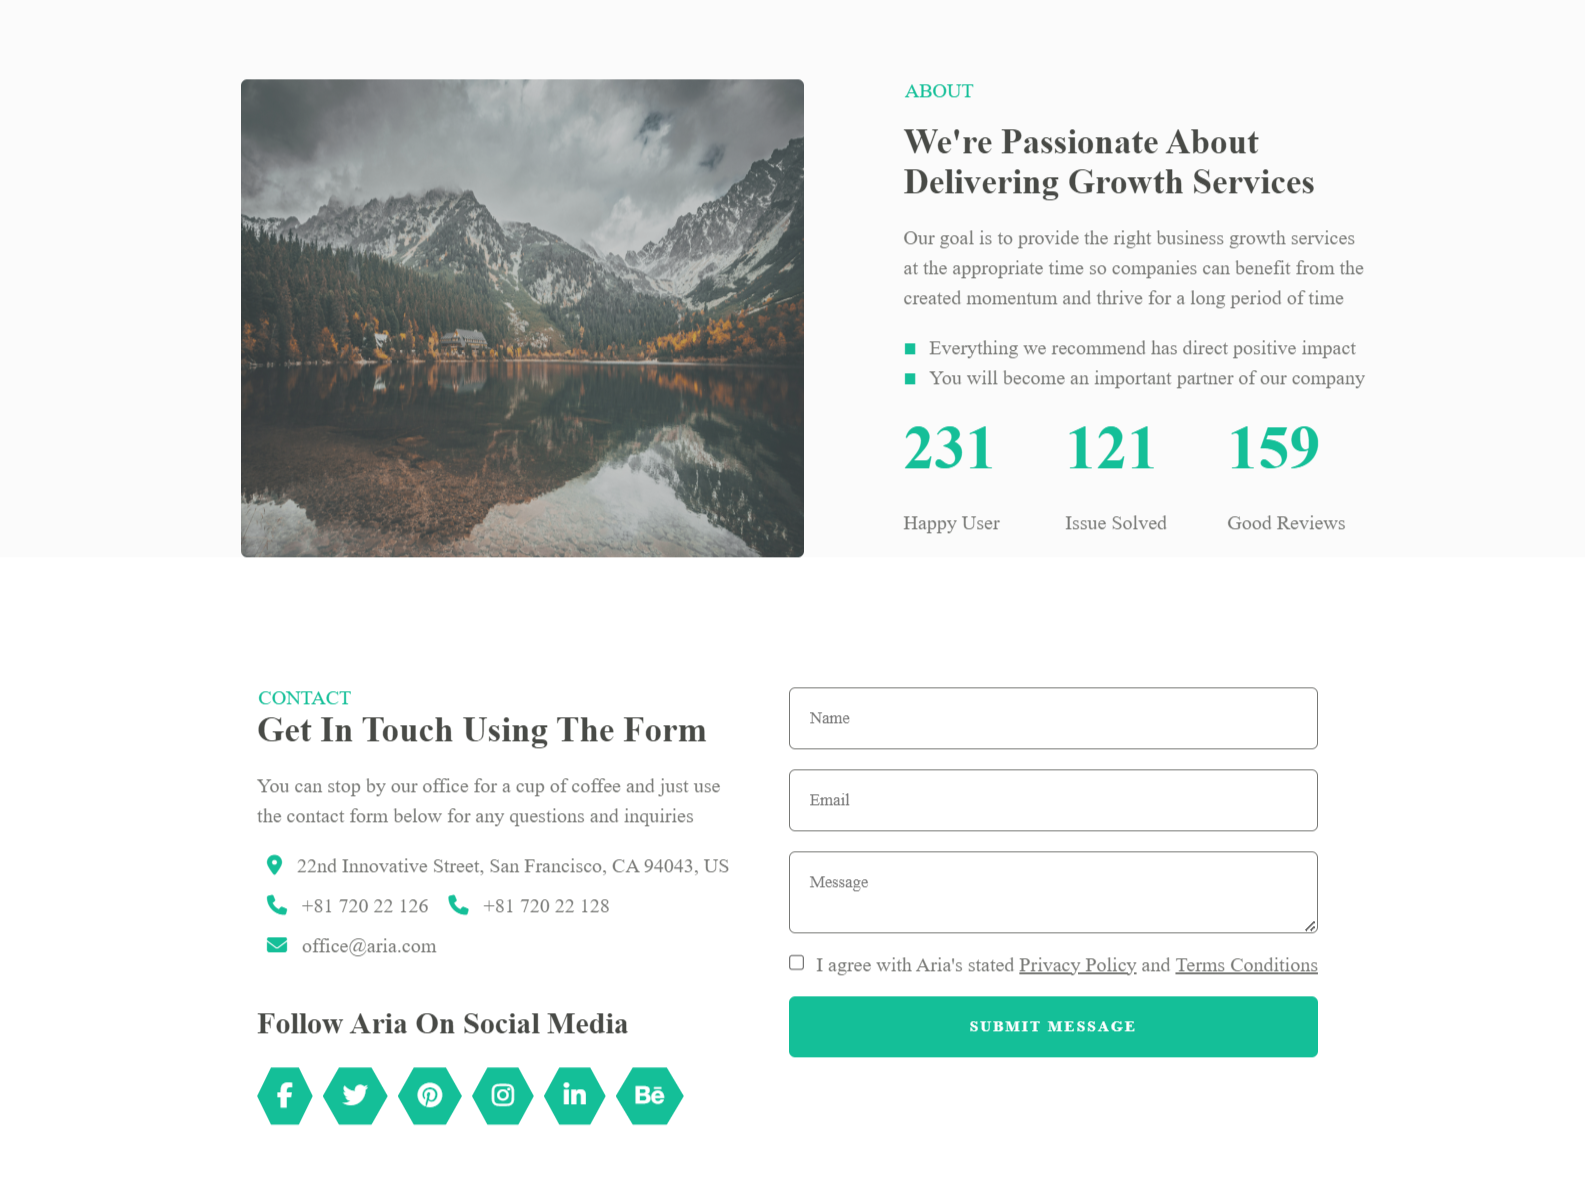 ABOUT
We're Passionate About
Delivering Growth Services
Our goal is to provide the right business growth services
at the appropriate time so companies can benefit from the
created momentum and thrive for a long period of time
Everything we recommend has direct positive impact
You will become an important partner of our company
231 121 159
Happy User Issue Solved Good Reviews
CONTACT
Get In Touch Using The Form
You can stop by our office for a cup of coffee and just use
the contact form below for any questions and inquiries
22nd Innovative Street, San Francisco, CA 94043, US
+81 720 22 126 +81 720 22 128
office@aria.com
Follow Aria On Social Media
Bē
Name
Email
Message
I agree with Aria's stated Privacy Policy and Terms Conditions
SUBMIT MESSAGE